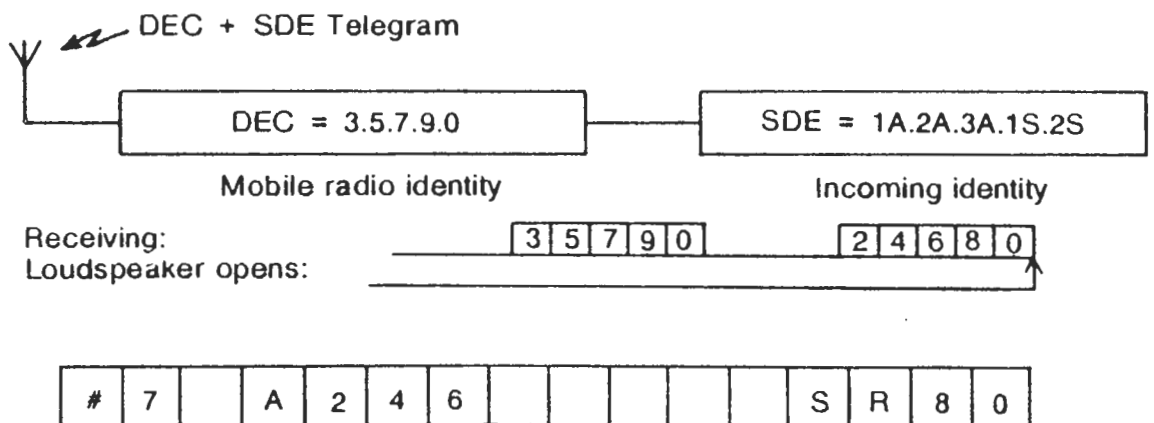 DEC + SDE Telegram
DEC = 3.5.7.9.0
SDE = 1A.2A.3A.1S.2S
Mobile radio identity
Incoming identity
Receiving: 3 5 7 9 0 2 4 6 8 0
Loudspeaker opens:
# 7 A 2 4 6 S R 8 0